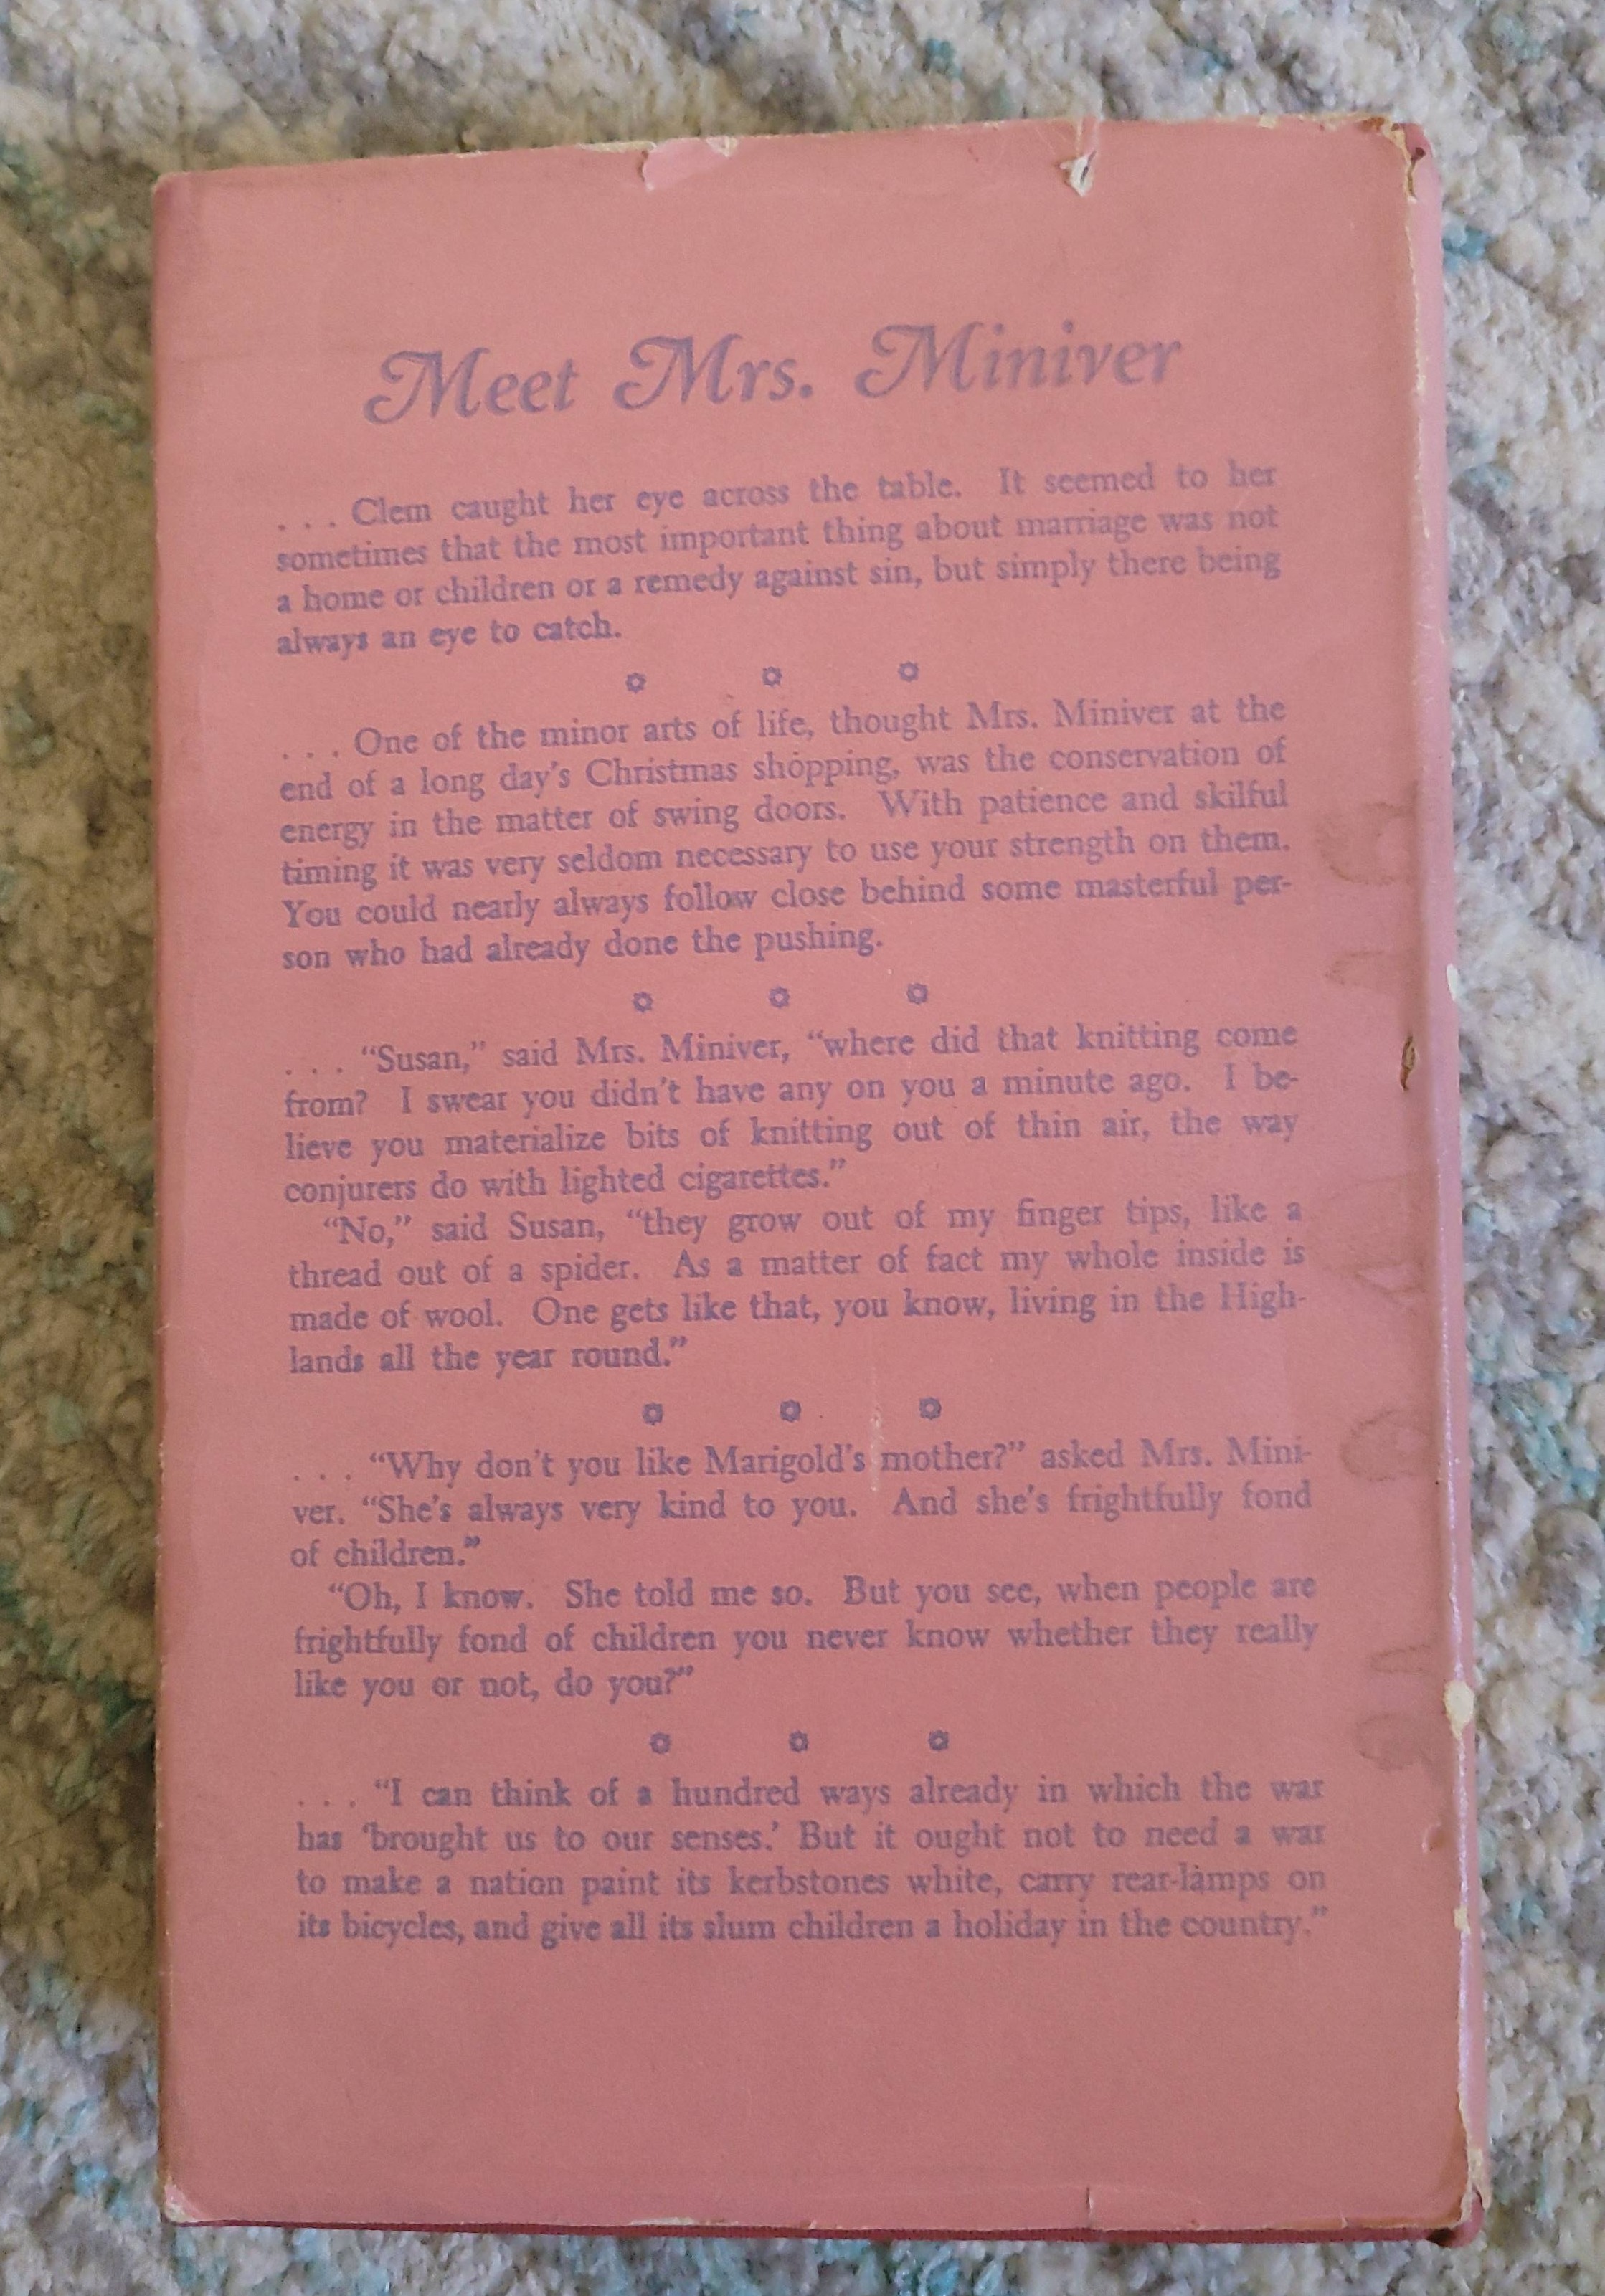 Meet Mrs. Miniver
. . . Clem caught her eye across the table. It seemed to her
sometimes that the most important thing about marriage was not
a home or children or a remedy against sin, but simply there being
always an eye to catch.
. . . One of the minor arts of life, thought Mrs. Miniver at the
end of a long day's Christmas shopping, was the conservation of
energy in the matter of swing doors. With patience and skilful
timing it was very seldom necessary to use your strength on them.
You could nearly always follow close behind some masterful per-
son who had already done the pushing.
. . . “Susan,” said Mrs. Miniver, “where did that knitting come
from? I swear you didn't have any on you a minute ago. I be-
lieve you materialize bits of knitting out of thin air, the way
conjurers do with lighted cigarettes.”
“No,” said Susan, “they grow out of my finger tips, like a
thread out of a spider. As a matter of fact my whole inside is
made of wool. One gets like that, you know, living in the High-
lands all the year round.”
. . . “Why don't you like Marigold's mother?” asked Mrs. Mini-
ver. “She's always very kind to you. And she's frightfully fond
of children.”
“Oh, I know. She told me so. But you see, when people are
frightfully fond of children you never know whether they really
like you or not, do you?”
. . . “I can think of a hundred ways already in which the war
has ‘brought us to our senses.’ But it ought not to need a war
to make a nation paint its kerbstones white, carry rear-lamps on
its bicycles, and give all its slum children a holiday in the country.”